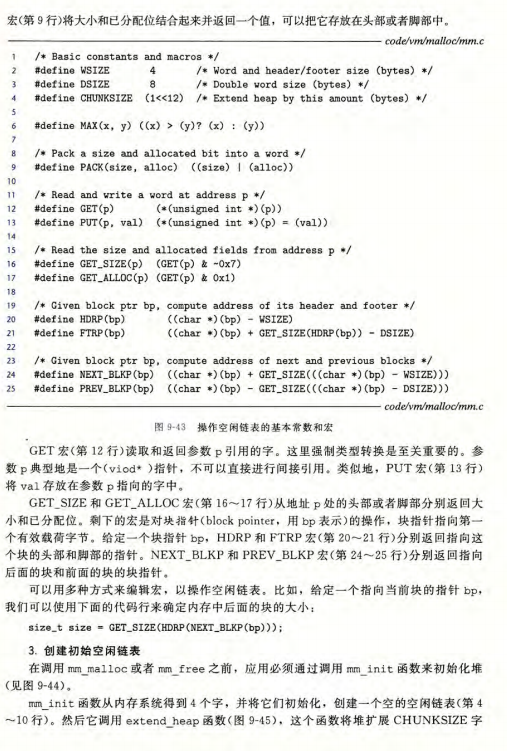 宏(第 9 行)将大小和已分配位结合起来并返回一个值，可以把它存放在头部或者脚部中。
code/vm/malloc/mm.c
1 /* Basic constants and macros */
2 #define WSIZE 4 /* Word and header/footer size (bytes) */
3 #define DSIZE 8 /* Double word size (bytes) */
4 #define CHUNKSIZE (1<<12) /* Extend heap by this amount (bytes) */
5
6 #define MAX(x, y) ((x) > (y)? (x) : (y))
7
8 /* Pack a size and allocated bit into a word */
9 #define PACK(size, alloc) ((size) | (alloc))
10
11 /* Read and write a word at address p */
12 #define GET(p) (*(unsigned int *)(p))
13 #define PUT(p, val) (*(unsigned int *)(p) = (val))
14
15 /* Read the size and allocated fields from address p */
16 #define GET_SIZE(p) (GET(p) & ~0x7)
17 #define GET_ALLOC(p) (GET(p) & 0x1)
18
19 /* Given block ptr bp, compute address of its header and footer */
20 #define HDRP(bp) ((char *)(bp) - WSIZE)
21 #define FTRP(bp) ((char *)(bp) + GET_SIZE(HDRP(bp)) - DSIZE)
22
23 /* Given block ptr bp, compute address of next and previous blocks */
24 #define NEXT_BLKP(bp) ((char *)(bp) + GET_SIZE(((char *)(bp) - WSIZE)))
25 #define PREV_BLKP(bp) ((char *)(bp) - GET_SIZE(((char *)(bp) - DSIZE)))
code/vm/malloc/mm.c
图 9-43 操作空闲链表的基本常数和宏
GET 宏(第 12 行)读取和返回参数 p 引用的字。这里强制类型转换是至关重要的。参
数 p 典型地是一个(viod* )指针，不可以直接进行间接引用。类似地，PUT 宏(第 13 行)
将 val 存放在参数 p 指向的字中。
GET_SIZE 和 GET_ALLOC 宏(第 16～17 行)从地址 p 处的头部或者脚部分别返回大
小和已分配位。剩下的宏是对块指针(block pointer，用 bp 表示)的操作，块指针指向第一
个有效载荷字节。给定一个块指针 bp，HDRP 和 FTRP 宏(第 20～21 行)分别返回指向这
个块的头部和脚部的指针。NEXT_BLKP 和 PREV_BLKP 宏(第 24～25 行)分别返回指向
后面的块和前面的块的块指针。
可以用多种方式来编辑宏，以操作空闲链表。比如，给定一个指向当前块的指针 bp，
我们可以使用下面的代码行来确定内存中后面的块的大小：
size_t size = GET_SIZE(HDRP(NEXT_BLKP(bp)));
3. 创建初始空闲链表
在调用 mm_malloc 或者 mm_free 之前，应用必须通过调用 mm_init 函数来初始化堆
(见图 9-44)。
mm_init 函数从内存系统得到 4 个字，并将它们初始化，创建一个空的空闲链表(第 4
～10 行)。然后它调用 extend_heap 函数(图 9-45)，这个函数将堆扩展 CHUNKSIZE 字